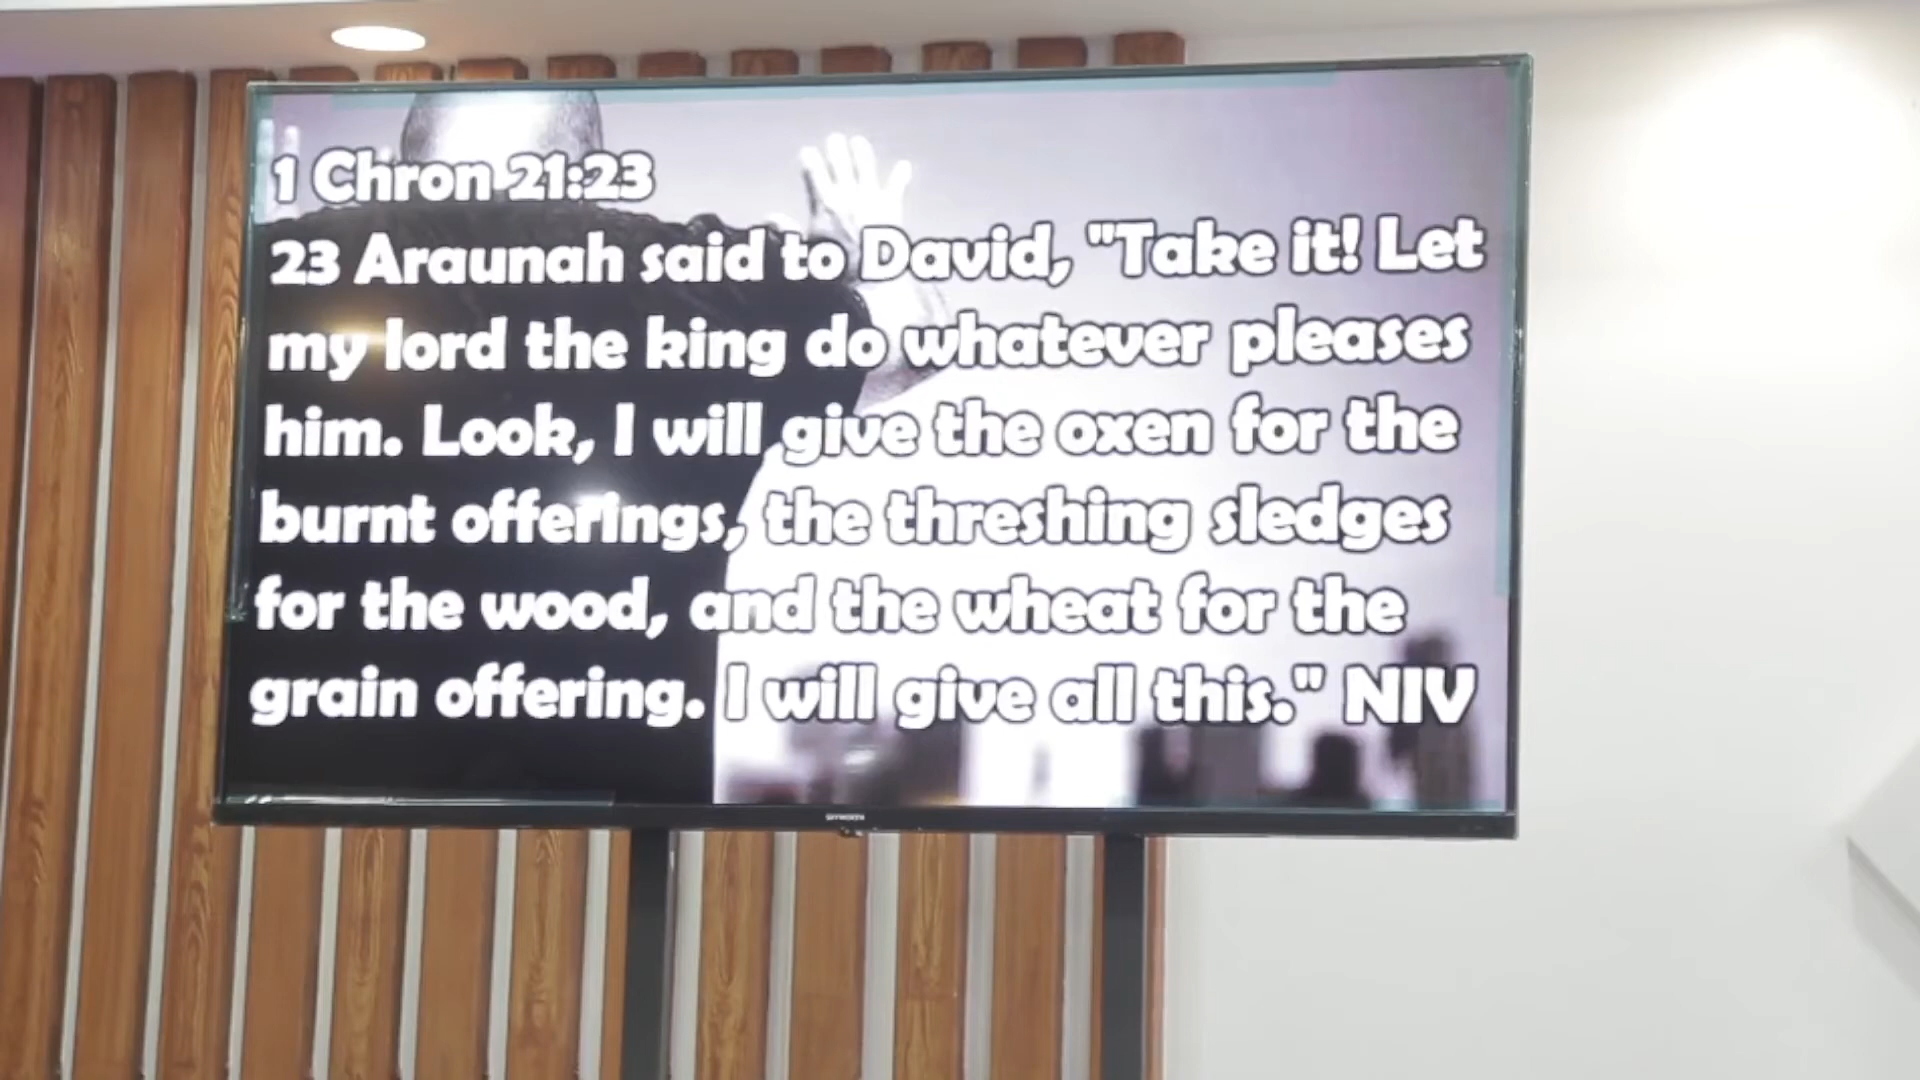 1 Chron 21:23
23 Araunah said to David, "Take it! Let
my lord the king do whatever pleases
him. Look, I will give the oxen for the
burnt offerings, the threshing sledges
for the wood, and the wheat for the
grain offering. I will give all this." NIV
SKYWORTH